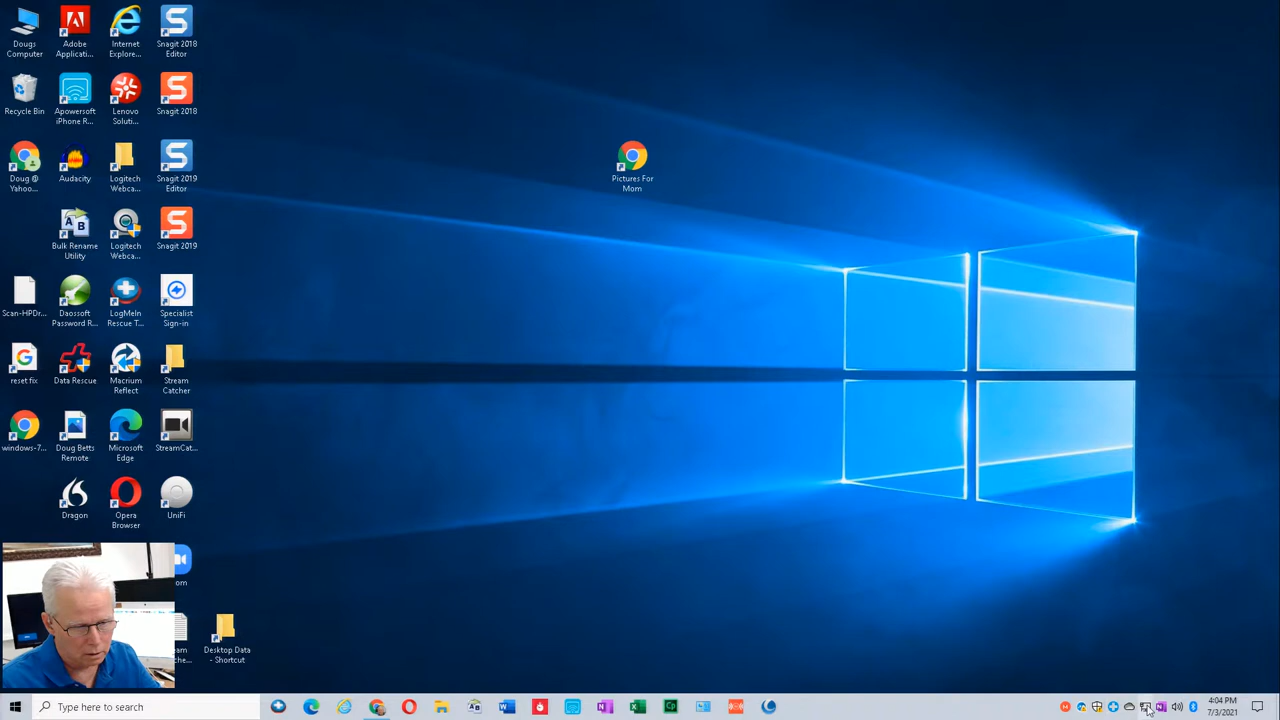 Dougs
Computer
Adobe
Applicati...
Internet
Explore...
Snagit 2018
Editor
Recycle Bin
Apowersoft
iPhone R...
Lenovo
Soluti...
Snagit 2018
Doug @
Yahoo...
Audacity
Logitech
Webca...
Snagit 2019
Editor
Pictures For
Mom
Bulk Rename
Utility
Logitech
Webca...
Snagit 2019
Scan-HPDr...
Daossoft
Password R...
LogMeIn
Rescue T...
Specialist
Sign-in
reset fix
Data Rescue
Macrium
Reflect
Stream
Catcher
windows-7...
Doug Betts
Remote
Microsoft
Edge
StreamCat...
Dragon
Opera
Browser
UniFi
Desktop Data
- Shortcut
Type here to search
4:04 PM
7/3/2021